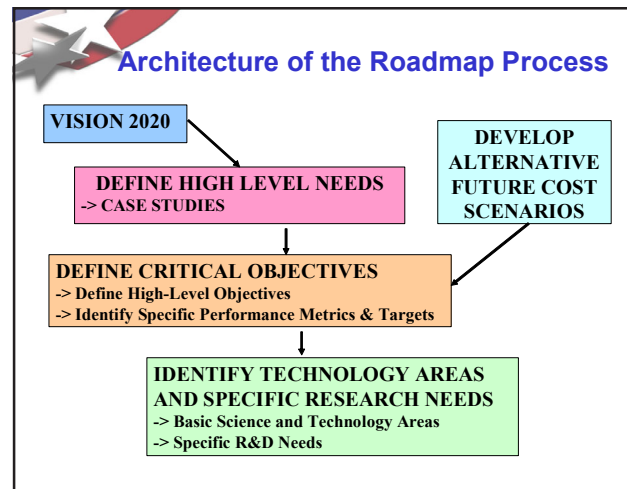 Architecture of the Roadmap Process
VISION 2020
DEVELOP
ALTERNATIVE
FUTURE COST
SCENARIOS
DEFINE HIGH LEVEL NEEDS
-> CASE STUDIES
DEFINE CRITICAL OBJECTIVES
-> Define High-Level Objectives
-> Identify Specific Performance Metrics & Targets
IDENTIFY TECHNOLOGY AREAS
AND SPECIFIC RESEARCH NEEDS
-> Basic Science and Technology Areas
-> Specific R&D Needs